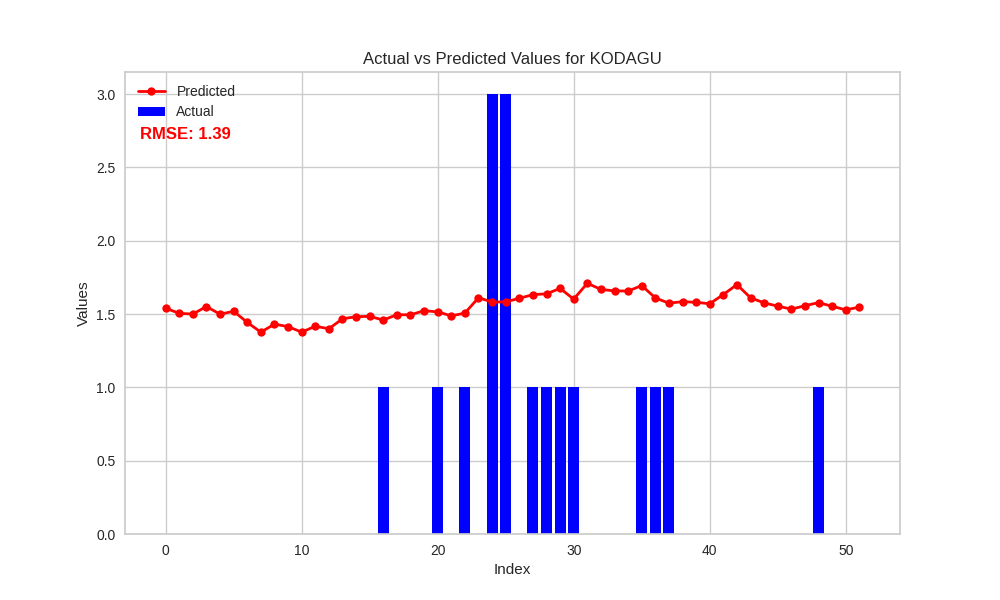 Actual vs Predicted Values for KODAGU
Predicted
Actual
RMSE: 1.39
Values
3.0
2.5
2.0
1.5
1.0
0.5
0.0
0 10 20 30 40 50
Index